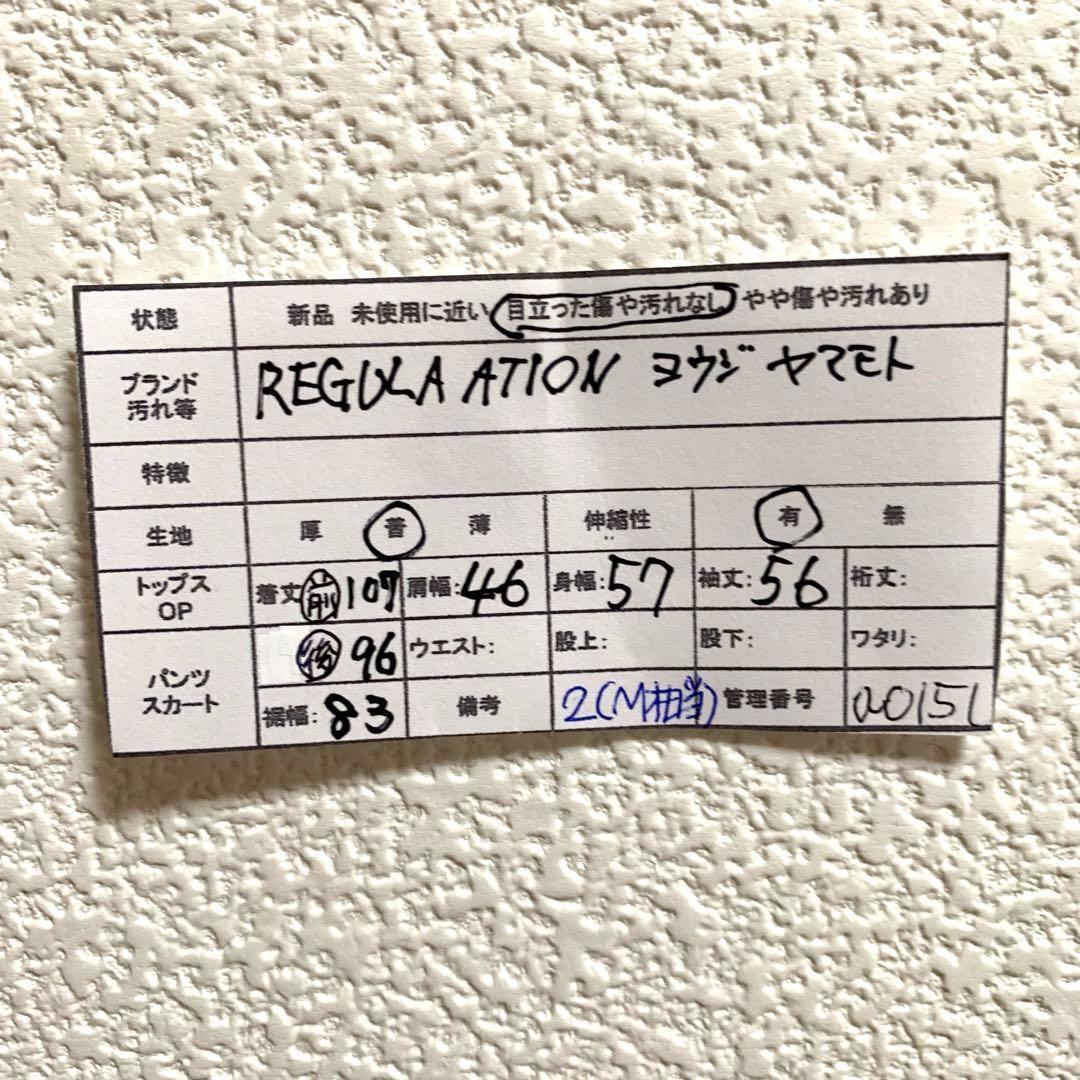 状態 新品 未使用に近い 目立った傷や汚れなし やや傷や汚れあり
ブランド 汚れ等 REGULA ATION ヨウジ ヤマモト
特徴
生地 厚 普 薄 伸縮性 有 無
トップス OP 着丈 前 107 肩幅: 46 身幅: 57 袖丈: 56 裄丈:
パンツ スカート 後 96 ウエスト: 股上: 股下: ワタリ:
裾幅: 83 備考 2(M相当) 管理番号 a0151